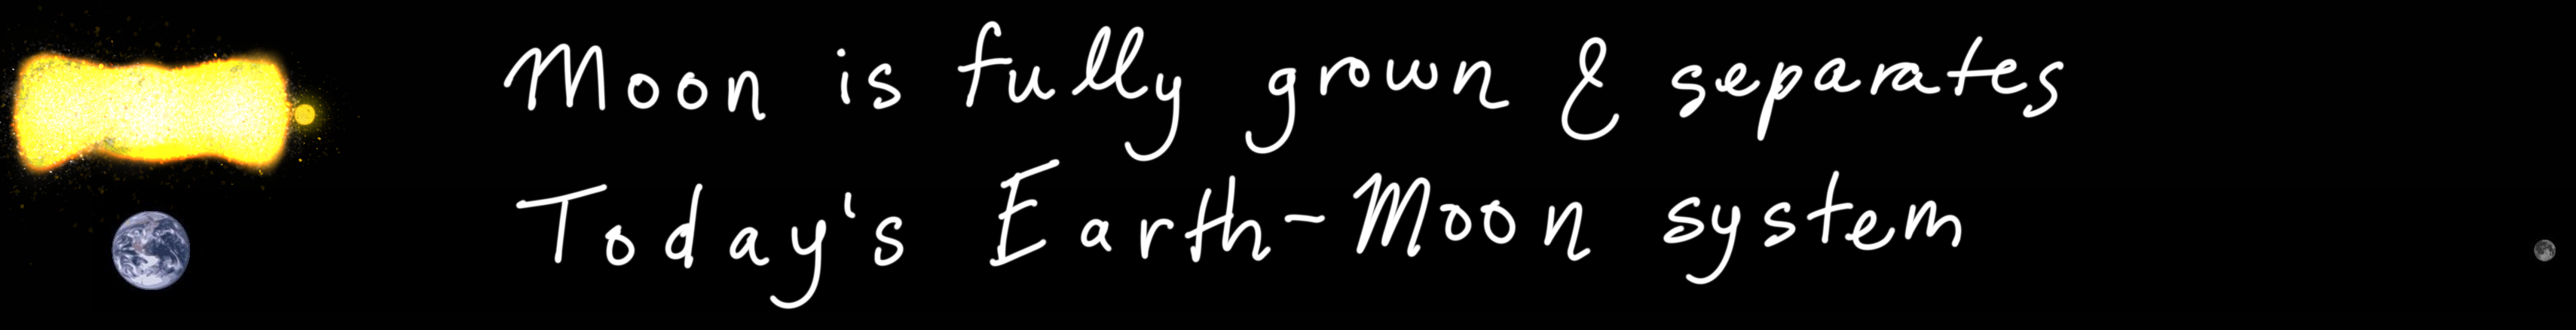 Moon is fully grown & separates
Today's Earth-Moon system